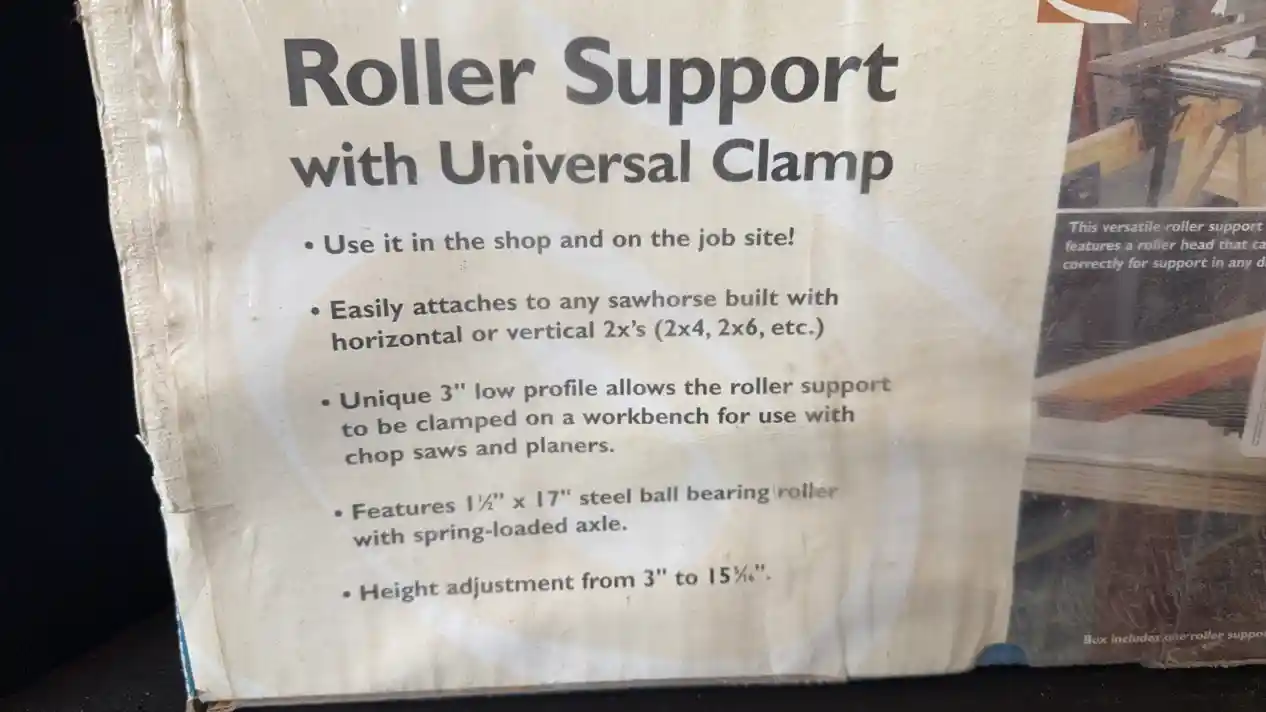 Roller Support
with Universal Clamp
• Use it in the shop and on the job site!
• Easily attaches to any sawhorse built with
horizontal or vertical 2x's (2x4, 2x6, etc.)
• Unique 3" low profile allows the roller support
to be clamped on a workbench for use with
chop saws and planers.
• Features 1½" x 17" steel ball bearing roller
with spring-loaded axle.
• Height adjustment from 3" to
This versatile roller support
features a roller head that
correctly for support in any
Box includes one roller